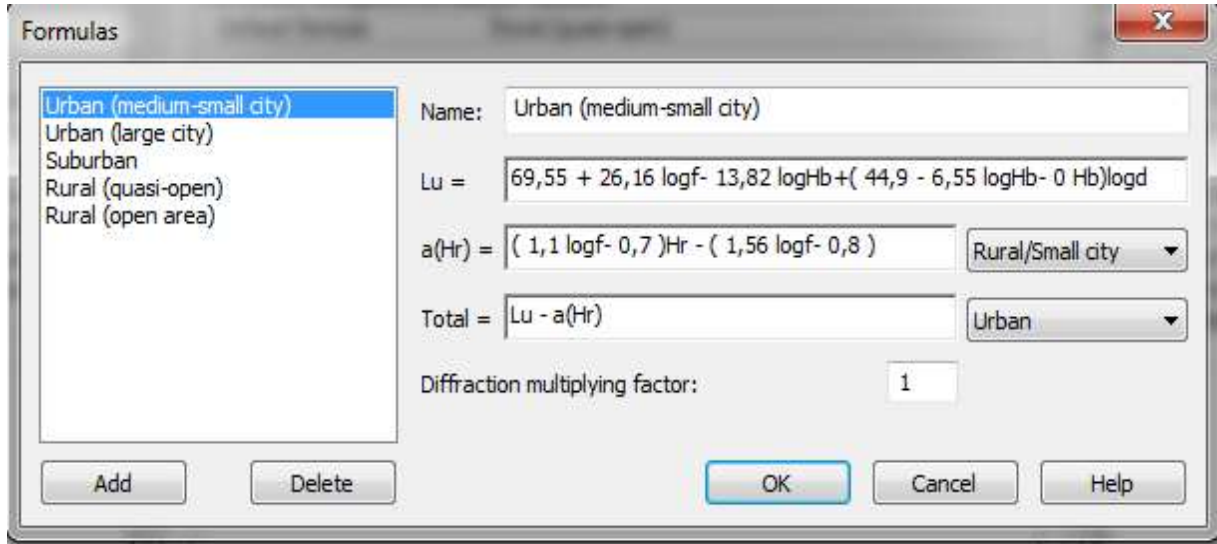 Formulas
Urban (medium-small city)
Urban (large city)
Suburban
Rural (quasi-open)
Rural (open area)
Name: Urban (medium-small city)
Lu = 69,55 + 26,16 logf- 13,82 logHb+( 44,9 - 6,55 logHb- 0 Hb)logd
a(Hr) = ( 1,1 logf- 0,7 )Hr - ( 1,56 logf- 0,8 ) Rural/Small city
Total = Lu - a(Hr) Urban
Diffraction multiplying factor: 1
Add Delete OK Cancel Help